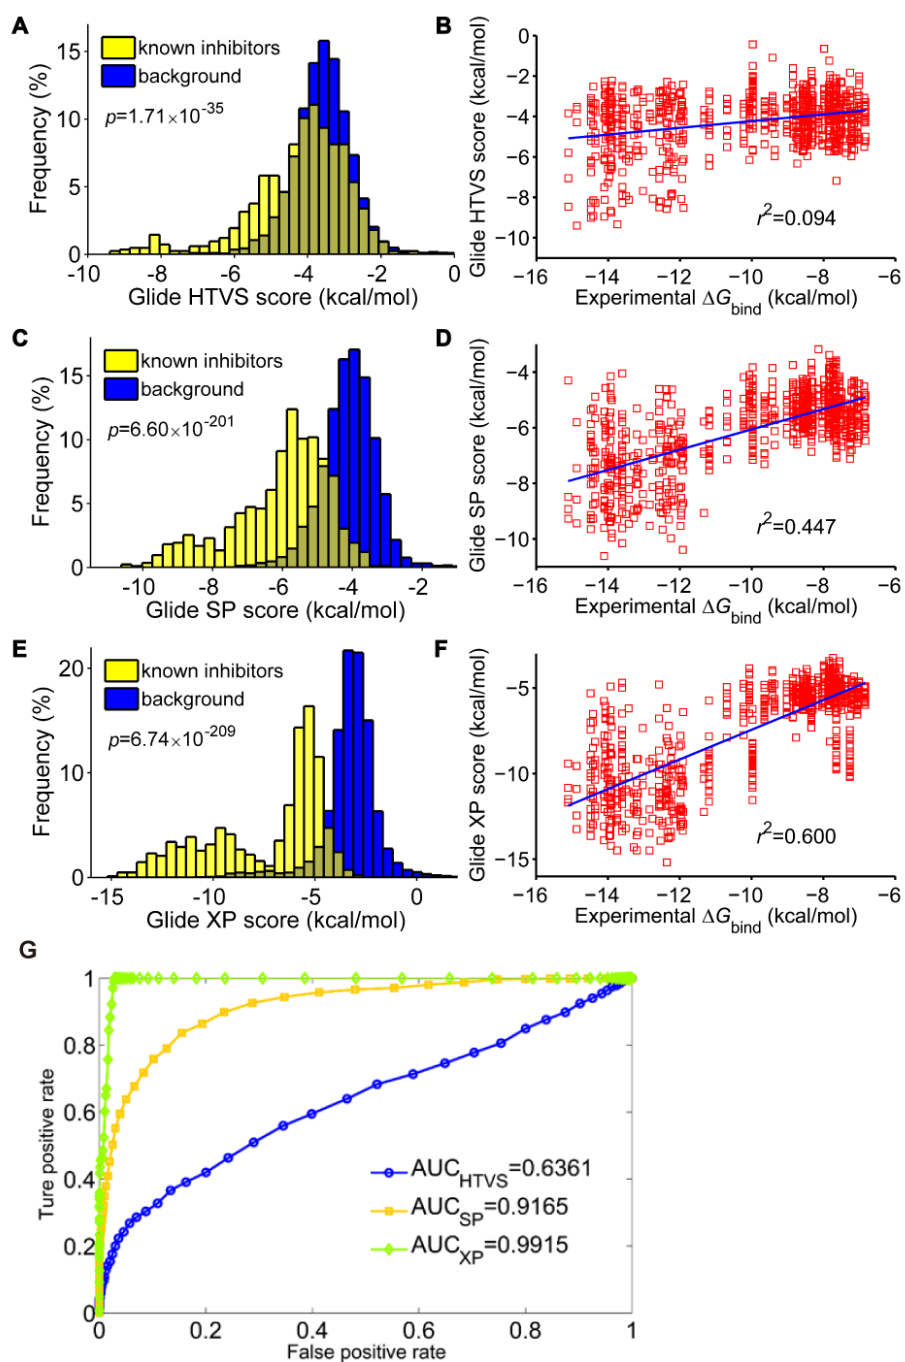 A
known inhibitors
background
p=1.71×10⁻³⁵
Frequency (%)
15
10
5
0
-10 -8 -6 -4 -2 0
Glide HTVS score (kcal/mol)
B
Glide HTVS score (kcal/mol)
0
−2
−4
−6
−8
−10
r²=0.094
−16 −14 −12 −10 −8 −6
Experimental ΔG_bind (kcal/mol)
C
known inhibitors
background
p=6.60×10⁻²⁰¹
Frequency (%)
15
10
5
0
-10 -8 -6 -4 -2
Glide SP score (kcal/mol)
D
Glide SP score (kcal/mol)
−4
−6
−8
−10
r²=0.447
−16 −14 −12 −10 −8 −6
Experimental ΔG_bind (kcal/mol)
E
known inhibitors
background
p=6.74×10⁻²⁰⁹
Frequency (%)
20
10
0
-15 -10 -5 0
Glide XP score (kcal/mol)
F
Glide XP score (kcal/mol)
−5
−10
−15
r²=0.600
−16 −14 −12 −10 −8 −6
Experimental ΔG_bind (kcal/mol)
G
Ture positive rate
1
0.8
0.6
0.4
0.2
0
AUC_HTVS=0.6361
AUC_SP=0.9165
AUC_XP=0.9915
0 0.2 0.4 0.6 0.8 1
False positive rate